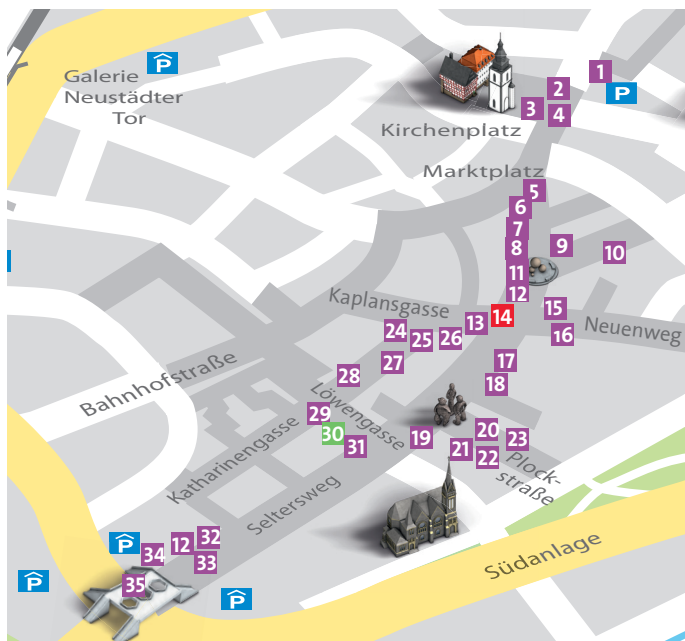 P
Galerie
Neustädter
Tor
1
2
P
3
4
Kirchenplatz
Marktplatz
5
6
7
8
9
10
11
12
Kaplansgasse
13
14
15
Neuenweg
16
24
25
26
17
27
18
28
Bahnhofstraße
29
30
31
Löwengasse
19
20
21
22
23
Plock-
straße
Katharinengasse
Seltersweg
Südanlage
P
34
12
32
33
35
P
P